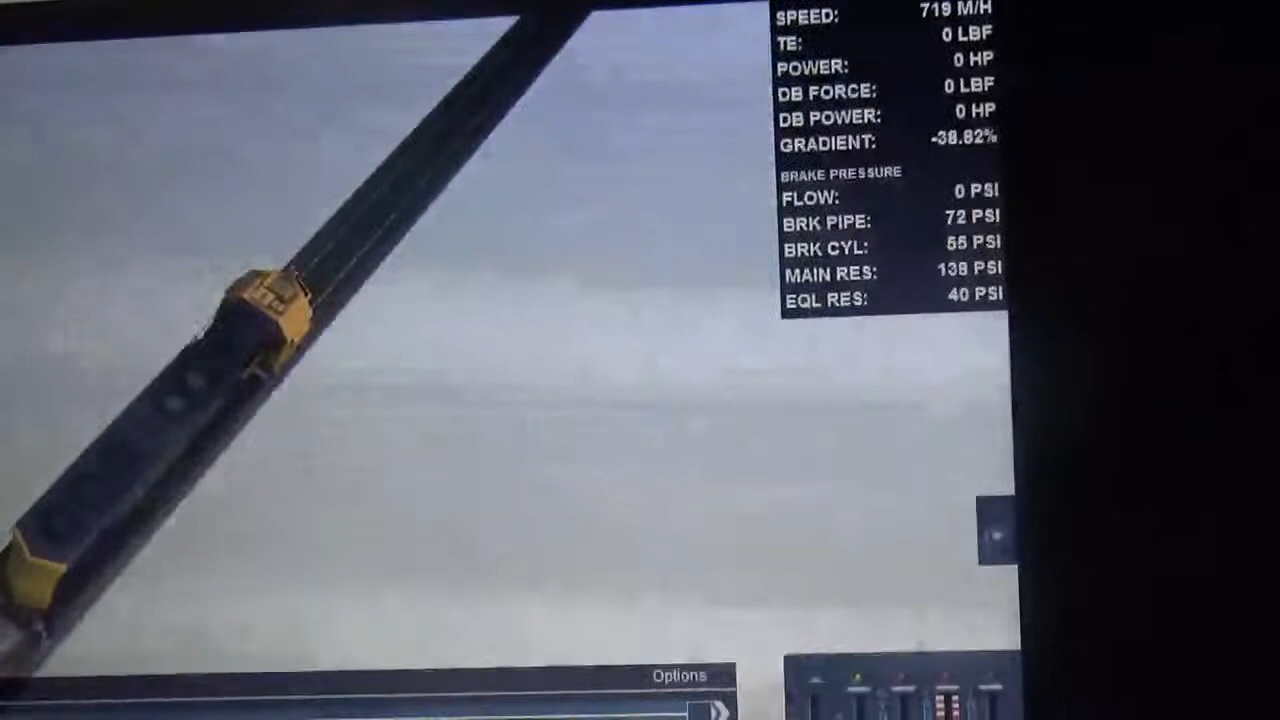 SPEED: 719 M/H
TE: 0 LBF
POWER: 0 HP
DB FORCE: 0 LBF
DB POWER: 0 HP
GRADIENT: -38.82%
BRAKE PRESSURE
FLOW: 0 PSI
BRK PIPE: 72 PSI
BRK CYL: 55 PSI
MAIN RES: 138 PSI
EQL RES: 40 PSI
Options